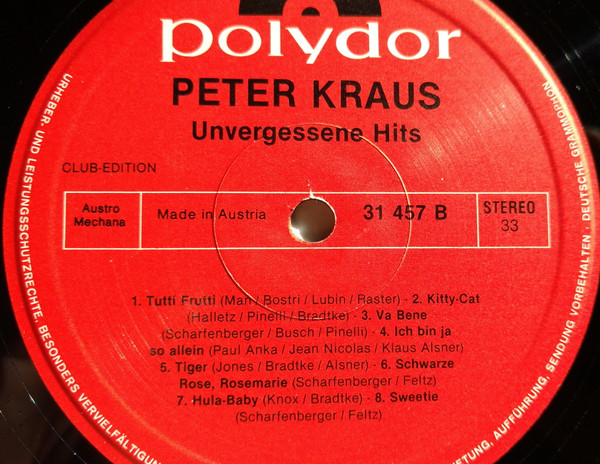 polydor
PETER KRAUS
Unvergessene Hits
CLUB-EDITION
Austro
Mechana
Made in Austria
31 457 B
STEREO
33
1. Tutti Frutti (Man / Bostri / Lubin / Raster) - 2. Kitty-Cat
(Halletz / Pinelli / Bradtke) - 3. Va Bene
(Scharfenberger / Busch / Pinelli) - 4. Ich bin ja
so allein (Paul Anka / Jean Nicolas / Klaus Alsner)
5. Tiger (Jones / Bradtke / Alsner) - 6. Schwarze
Rose, Rosemarie (Scharfenberger / Feltz)
7. Hula-Baby (Knox / Bradtke) - 8. Sweetie
(Scharfenberger / Feltz)
URHEBER- UND LEISTUNGSSCHUTZRECHTE, BESONDERS VERVIELFÄLTIGUN
ETUNG, AUFFÜHRUNG, SENDUNG VORBEHALTEN · DEUTSCHE GRAMMOPHON